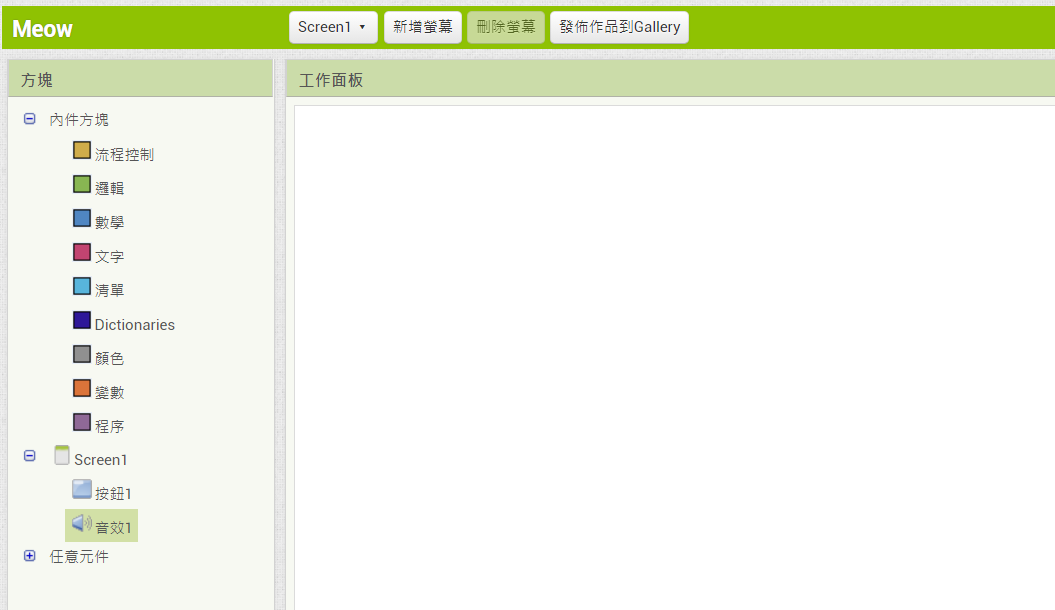 Meow
Screen1 ▾
新增螢幕
刪除螢幕
發佈作品到Gallery
方塊
工作面板
內件方塊
流程控制
邏輯
數學
文字
清單
Dictionaries
顏色
變數
程序
Screen1
按鈕1
音效1
任意元件